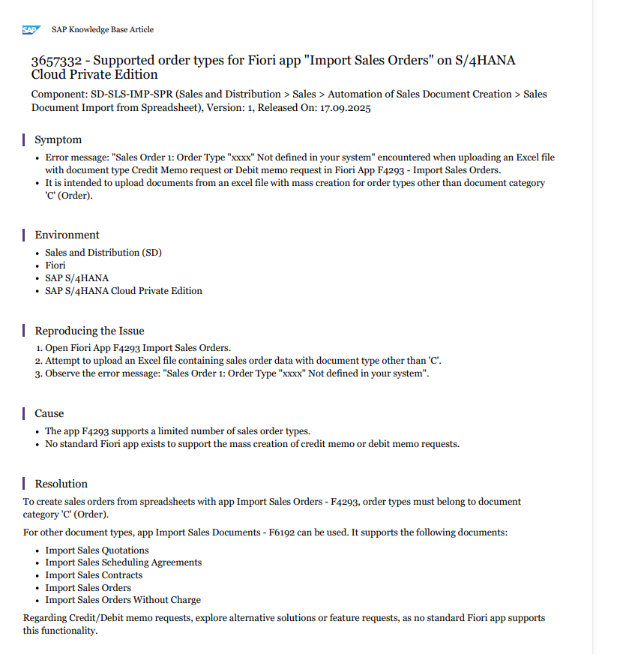 SAP SAP Knowledge Base Article
3657332 - Supported order types for Fiori app "Import Sales Orders" on S/4HANA
Cloud Private Edition
Component: SD-SLS-IMP-SPR (Sales and Distribution > Sales > Automation of Sales Document Creation > Sales
Document Import from Spreadsheet), Version: 1, Released On: 17.09.2025
Symptom
• Error message: "Sales Order 1: Order Type "xxxx" Not defined in your system" encountered when uploading an Excel file
with document type Credit Memo request or Debit memo request in Fiori App F4293 - Import Sales Orders.
• It is intended to upload documents from an excel file with mass creation for order types other than document category
'C' (Order).
Environment
• Sales and Distribution (SD)
• Fiori
• SAP S/4HANA
• SAP S/4HANA Cloud Private Edition
Reproducing the Issue
1. Open Fiori App F4293 Import Sales Orders.
2. Attempt to upload an Excel file containing sales order data with document type other than 'C'.
3. Observe the error message: "Sales Order 1: Order Type "xxxx" Not defined in your system".
Cause
• The app F4293 supports a limited number of sales order types.
• No standard Fiori app exists to support the mass creation of credit memo or debit memo requests.
Resolution
To create sales orders from spreadsheets with app Import Sales Orders - F4293, order types must belong to document
category 'C' (Order).
For other document types, app Import Sales Documents - F6192 can be used. It supports the following documents:
• Import Sales Quotations
• Import Sales Scheduling Agreements
• Import Sales Contracts
• Import Sales Orders
• Import Sales Orders Without Charge
Regarding Credit/Debit memo requests, explore alternative solutions or feature requests, as no standard Fiori app supports
this functionality.